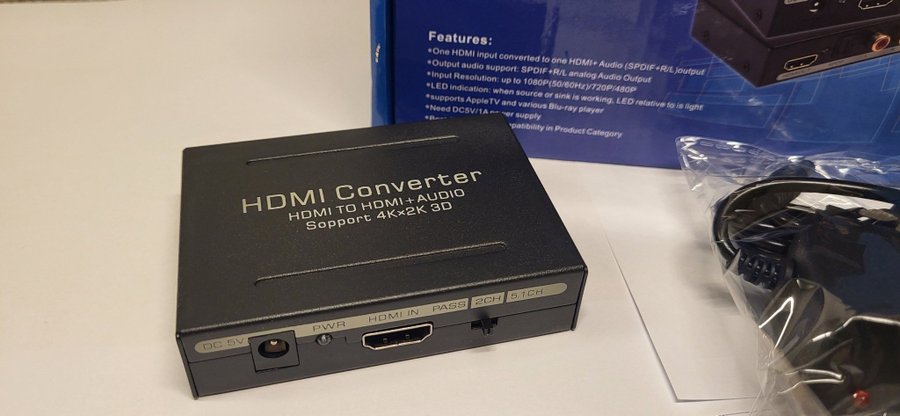 Features:
*One HDMI input converted to one HDMI+ Audio (SPDIF+R/L)output
*Output audio support: SPDIF+R/L analog Audio Output
*Input Resolution: up to 1080P(50/60Hz)/720P/480P
*LED indication: when source or sink is working, LED relative to is light
*supports AppleTV and various Blu-ray player
*Need DC5V/1A power supply
in Product Category
HDMI Converter
HDMI TO HDMI+AUDIO
Sopport 4K×2K 3D
DC 5V PWR HDMI IN PASS 2CH 5.1CH